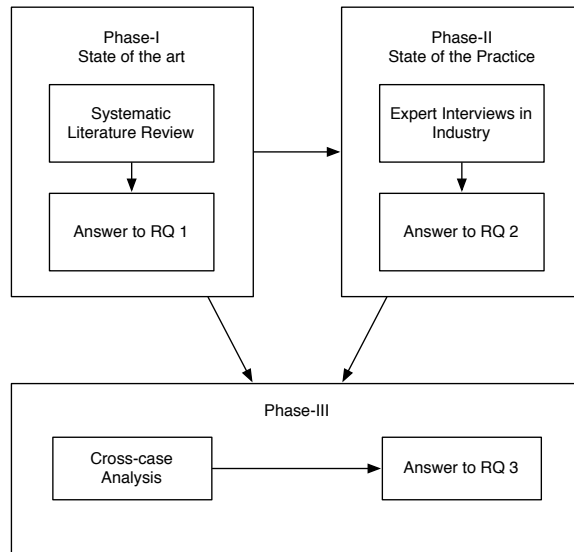 Phase-I
State of the art
Systematic
Literature Review
Answer to RQ 1
Phase-II
State of the Practice
Expert Interviews in
Industry
Answer to RQ 2
Phase-III
Cross-case
Analysis
Answer to RQ 3